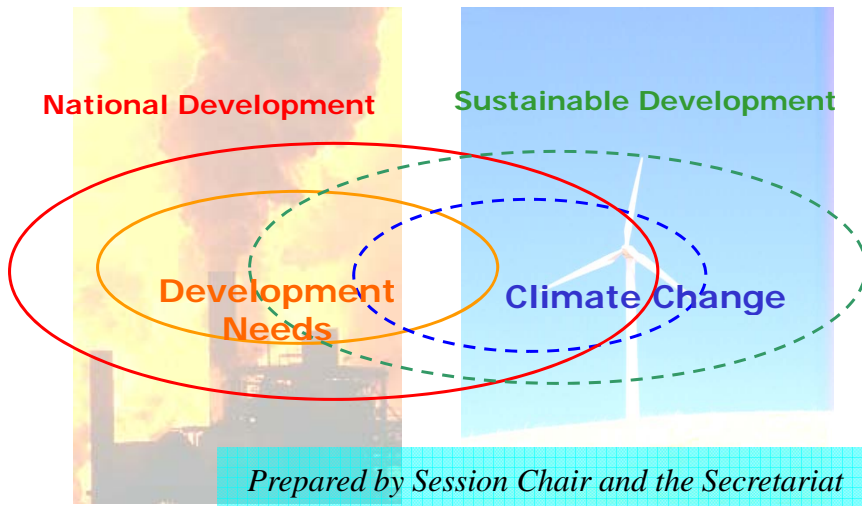 National Development
Sustainable Development
Development
Needs
Climate Change
Prepared by Session Chair and the Secretariat